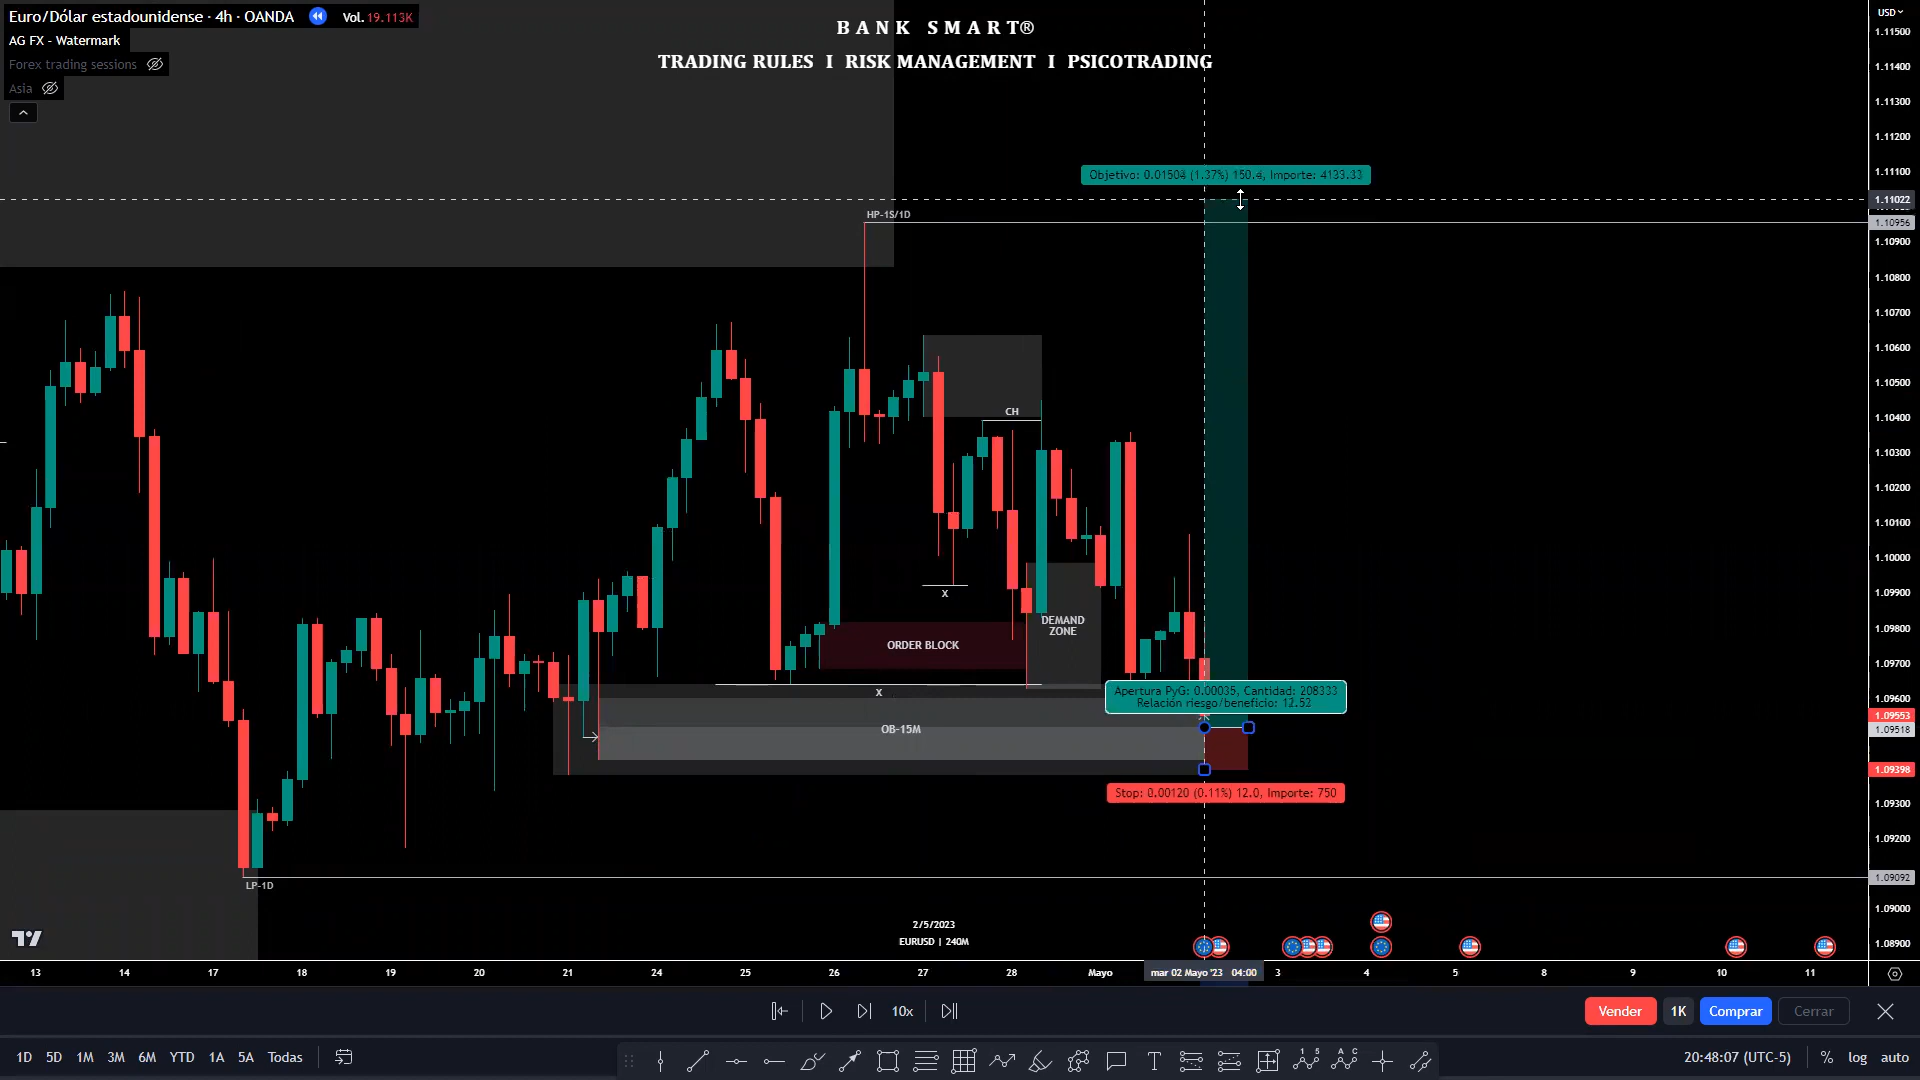 Euro/Dólar estadounidense · 4h · OANDA
Vol. 19.113K
AG FX - Watermark
Forex trading sessions
Asia
BANK SMART®
TRADING RULES I RISK MANAGEMENT I PSICOTRADING
USD
1.11500
1.11400
1.11300
1.11200
1.11100
1.11022
1.10956
1.10900
1.10800
1.10700
1.10600
1.10500
1.10400
1.10300
1.10200
1.10100
1.10000
1.09900
1.09800
1.09700
1.09600
1.09553
1.09518
1.09398
1.09300
1.09200
1.09092
1.09000
1.08900
Objetivo: 0.01504 (1.37%) 150.4, Importe: 4133.33
HP-1S/1D
CH
X
DEMAND
ZONE
ORDER BLOCK
X
Apertura PyG: 0.00035, Cantidad: 208333
Relación riesgo/beneficio: 12.52
OB-15M
Stop: 0.00120 (0.11%) 12.0, Importe: 750
LP-1D
2/5/2023
EURUSD | 240M
13 14 17 18 19 20 21 24 25 26 27 28 Mayo mar 02 Mayo '23 04:00 3 4 5 8 9 10 11
10x
Vender 1K Comprar Cerrar
1D 5D 1M 3M 6M YTD 1A 5A Todas
20:48:07 (UTC-5) % log auto